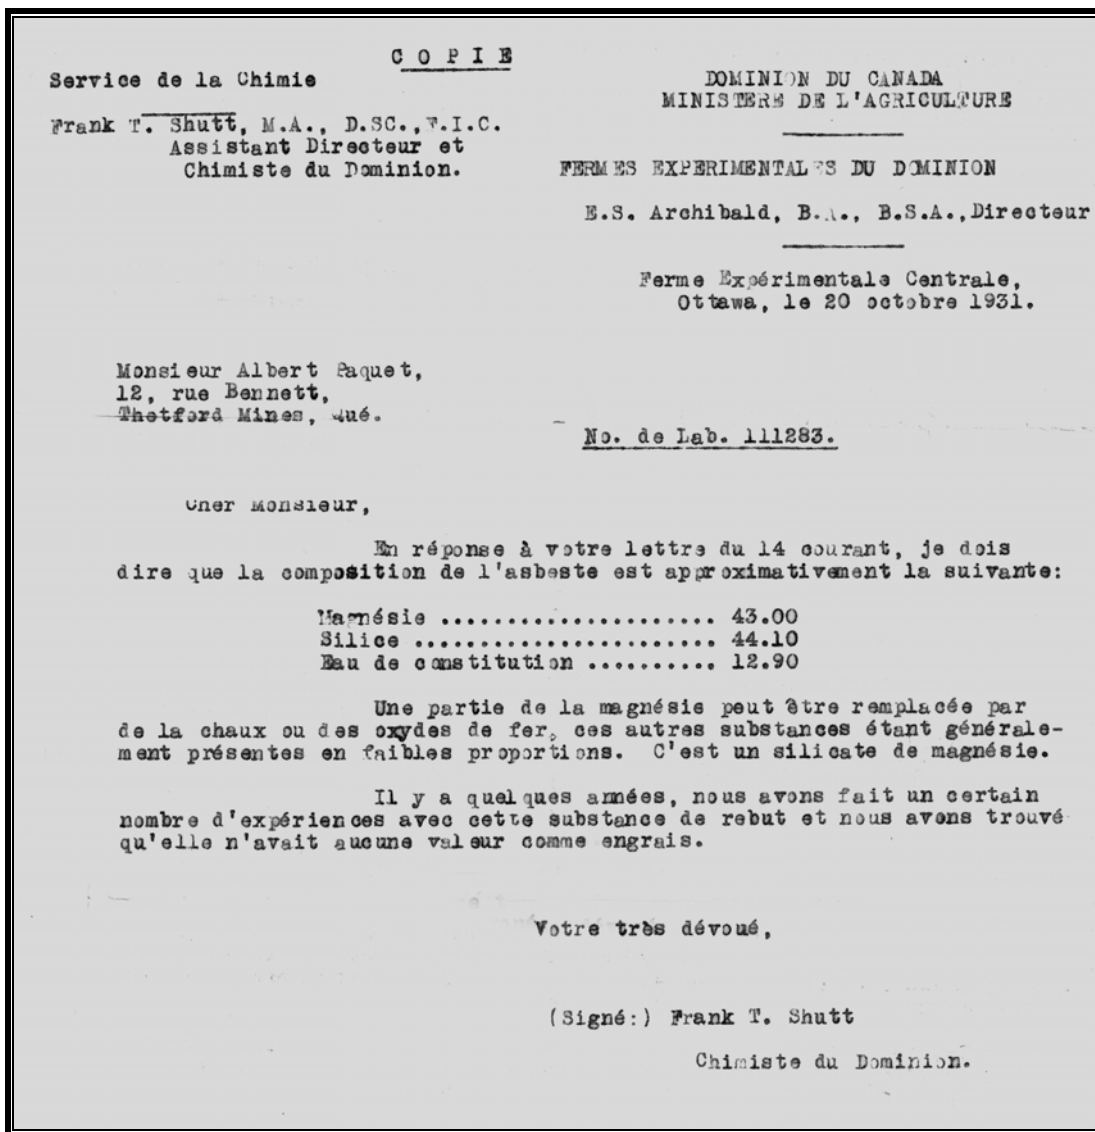 COPIE
Service de la Chimie
Frank T. Shutt, M.A., D.SC., F.I.C.
Assistant Directeur et
Chimiste du Dominion.
DOMINION DU CANADA
MINISTERE DE L'AGRICULTURE
FERMES EXPERIMENTALES DU DOMINION
E.S. Archibald, B.A., B.S.A., Directeur
Ferme Expérimentale Centrale,
Ottawa, le 20 octobre 1931.
Monsieur Albert Paquet,
12, rue Bennett,
Thetford Mines, Qué.
No. de Lab. 111283.
Cher Monsieur,
En réponse à votre lettre du 14 courant, je dois
dire que la composition de l'asbeste est approximativement la suivante:
Magnésie ..................... 43.00
Silice ....................... 44.10
Eau de constitution .......... 12.90
Une partie de la magnésie peut être remplacée par
de la chaux ou des oxydes de fer, ces autres substances étant générale-
ment présentes en faibles proportions. C'est un silicate de magnésie.
Il y a quelques années, nous avons fait un certain
nombre d'expériences avec cette substance de rebut et nous avons trouvé
qu'elle n'avait aucune valeur comme engrais.
Votre très dévoué,
(Signé:) Frank T. Shutt
Chimiste du Dominion.